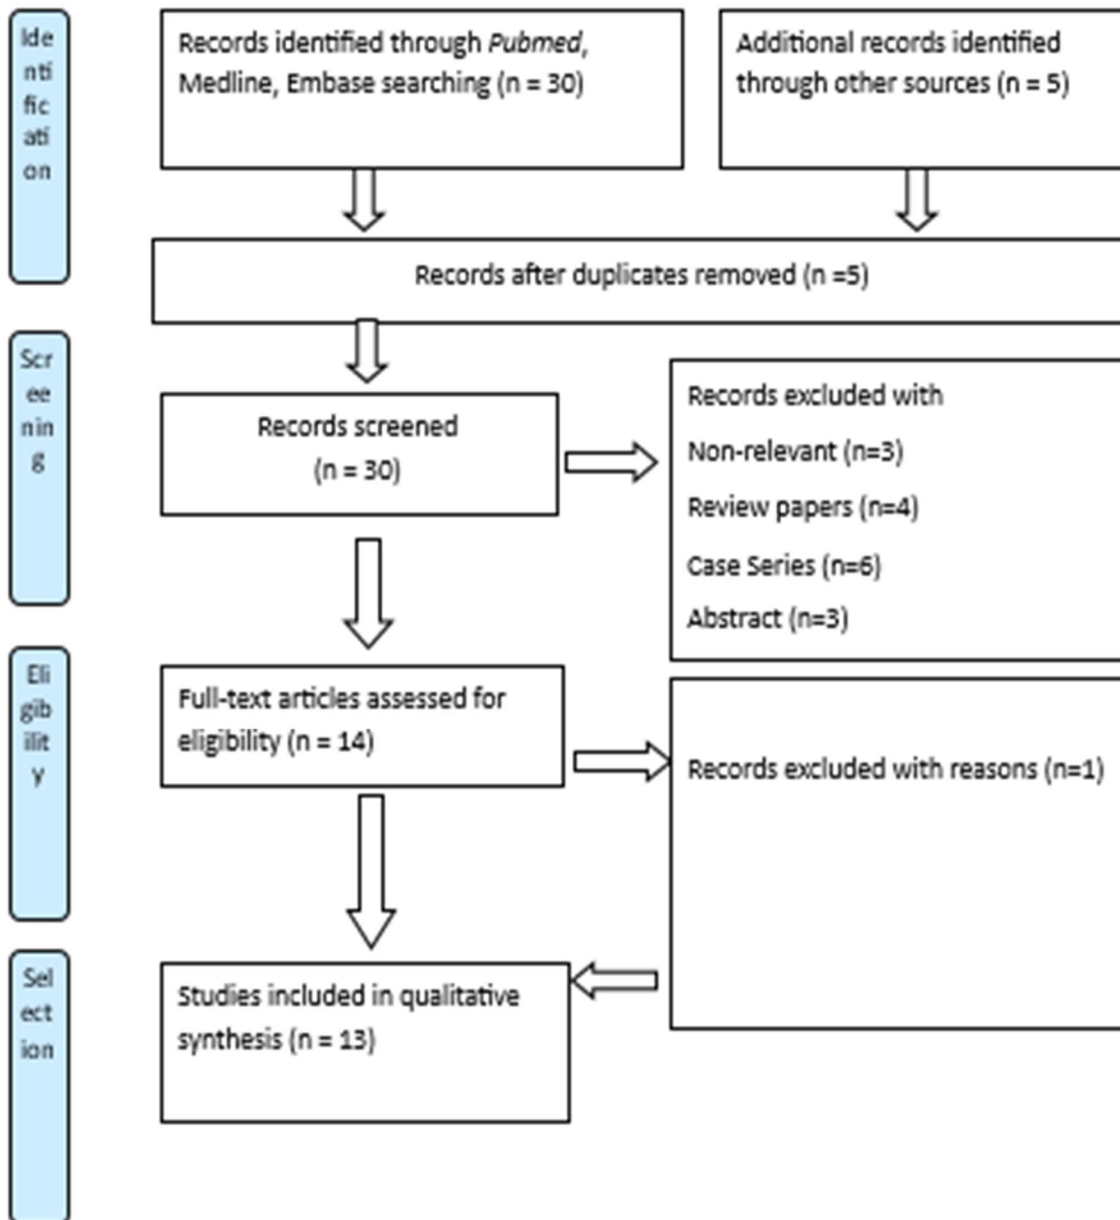 Ide
nti
fic
ati
on
Records identified through Pubmed,
Medline, Embase searching (n = 30)
Additional records identified
through other sources (n = 5)
Records after duplicates removed (n =5)
Scr
ee
nin
g
Records screened
(n = 30)
Records excluded with
Non-relevant (n=3)
Review papers (n=4)
Case Series (n=6)
Abstract (n=3)
Eli
gib
ilit
y
Full-text articles assessed for
eligibility (n = 14)
Records excluded with reasons (n=1)
Sel
ect
ion
Studies included in qualitative
synthesis (n = 13)